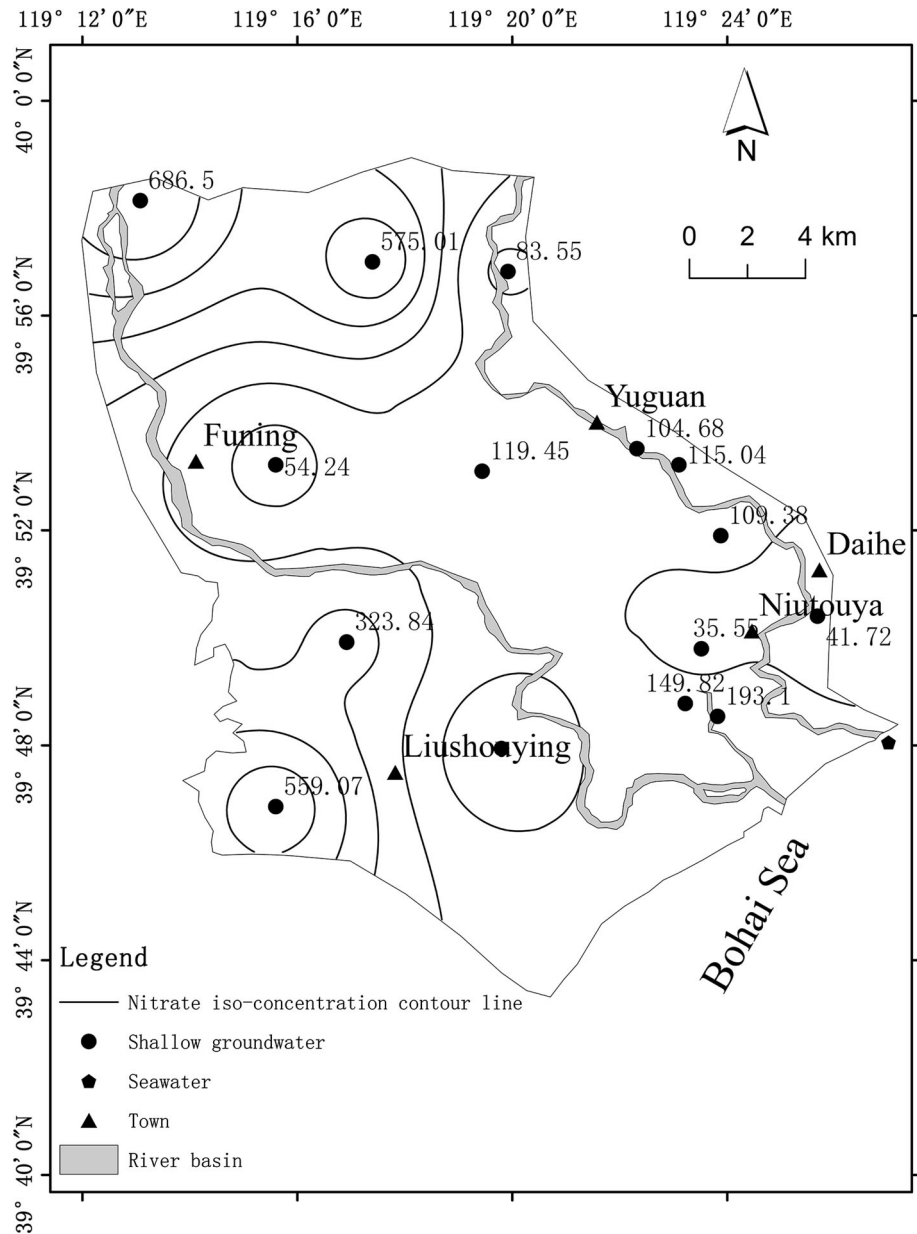 119° 12′ 0″E
119° 16′ 0″E
119° 20′ 0″E
119° 24′ 0″E
40° 0′ 0″N
39° 56′ 0″N
39° 52′ 0″N
39° 48′ 0″N
39° 44′ 0″N
39° 40′ 0″N
N
0 2 4 km
686.5
575.01
83.55
Yuguan
104.68
Funing
54.24
119.45
115.04
109.38
Daihe
Niutouya
323.84
35.55
41.72
149.82
193.1
Liushouying
559.07
Bohai Sea
Legend
Nitrate iso-concentration contour line
Shallow groundwater
Seawater
Town
River basin